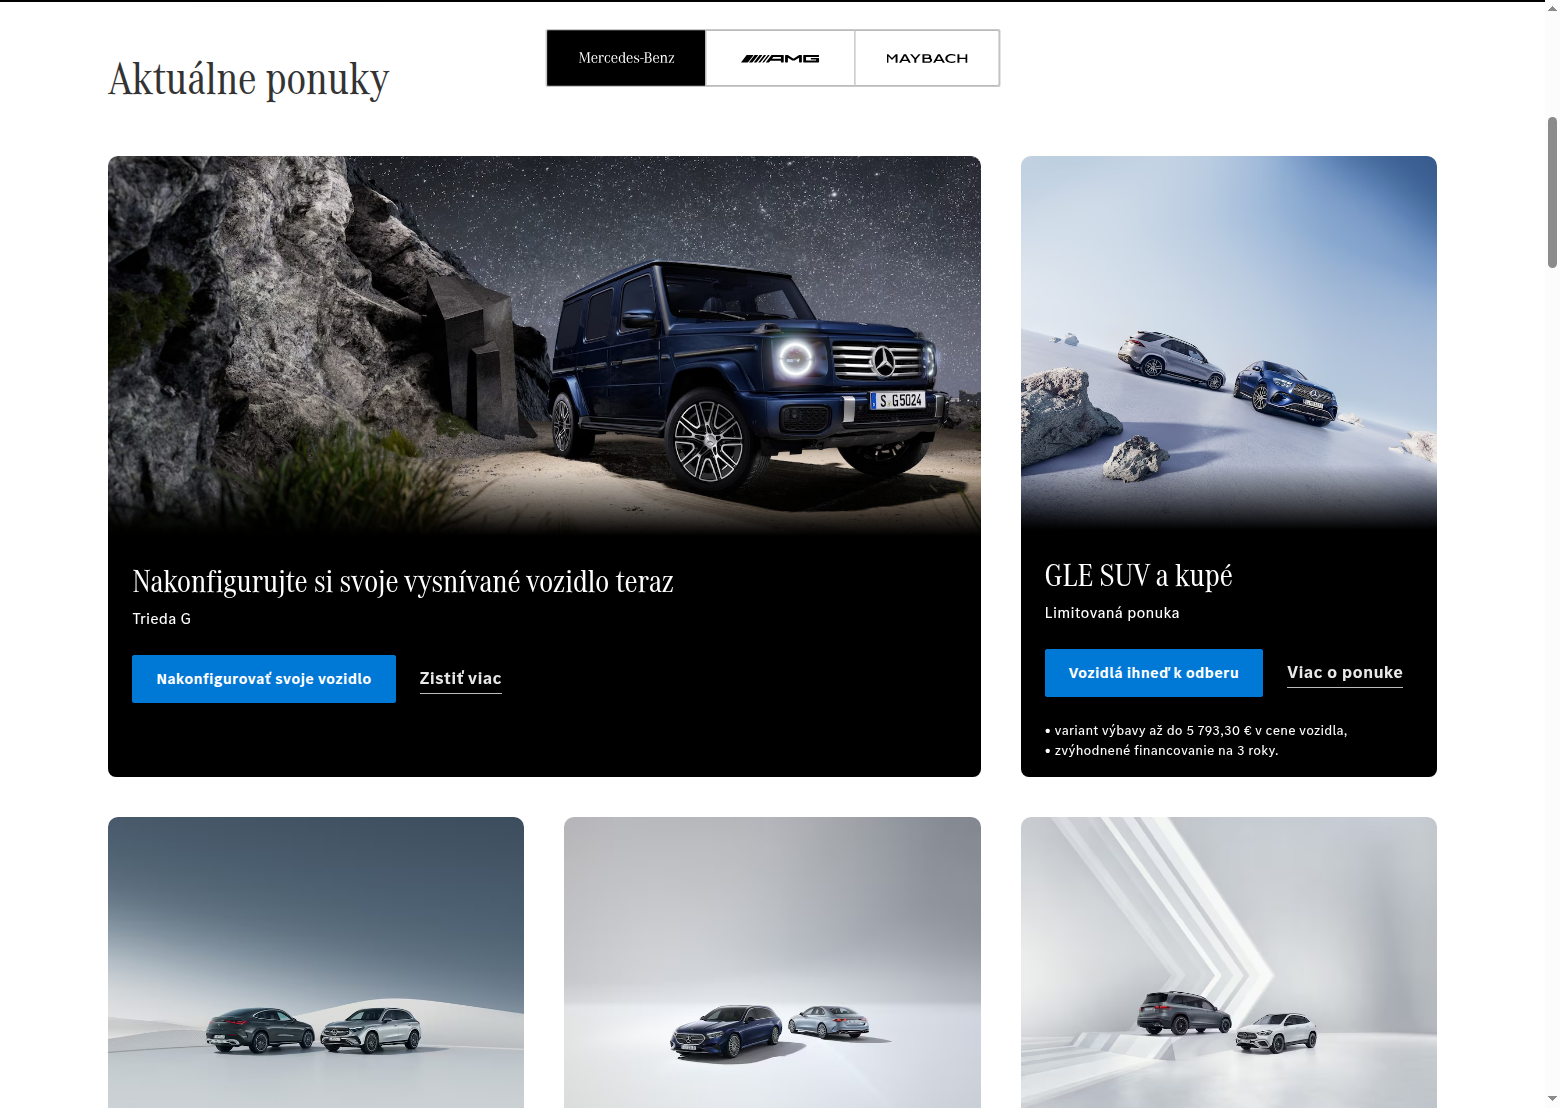 Aktuálne ponuky
Mercedes-Benz
AMG
MAYBACH
S G 5024
Nakonfigurujte si svoje vysnívané vozidlo teraz
Trieda G
Nakonfigurovať svoje vozidlo
Zistiť viac
GLE SUV a kupé
Limitovaná ponuka
Vozidlá ihneď k odberu
Viac o ponuke
• variant výbavy až do 5 793,30 € v cene vozidla,
• zvýhodnené financovanie na 3 roky.